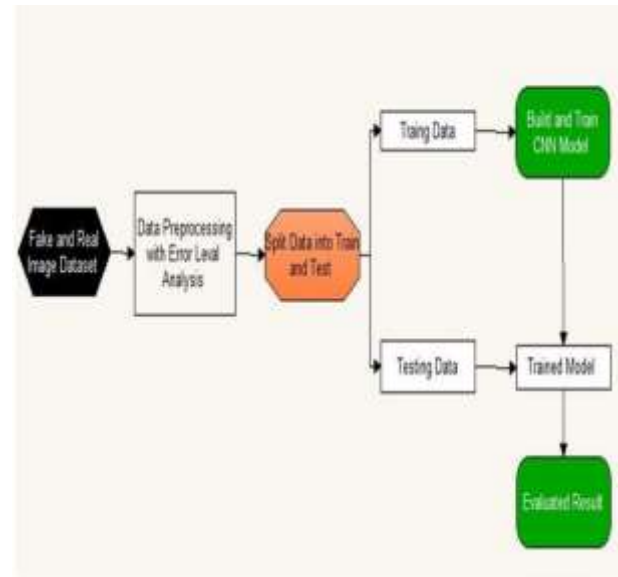 Fake and Real
Image Dataset
Data Preprocessing
with Error Leval
Analysis
Split Data into Train
and Test
Traing Data
Build and Train
CNN Model
Testing Data
Trained Model
Evaluated Result